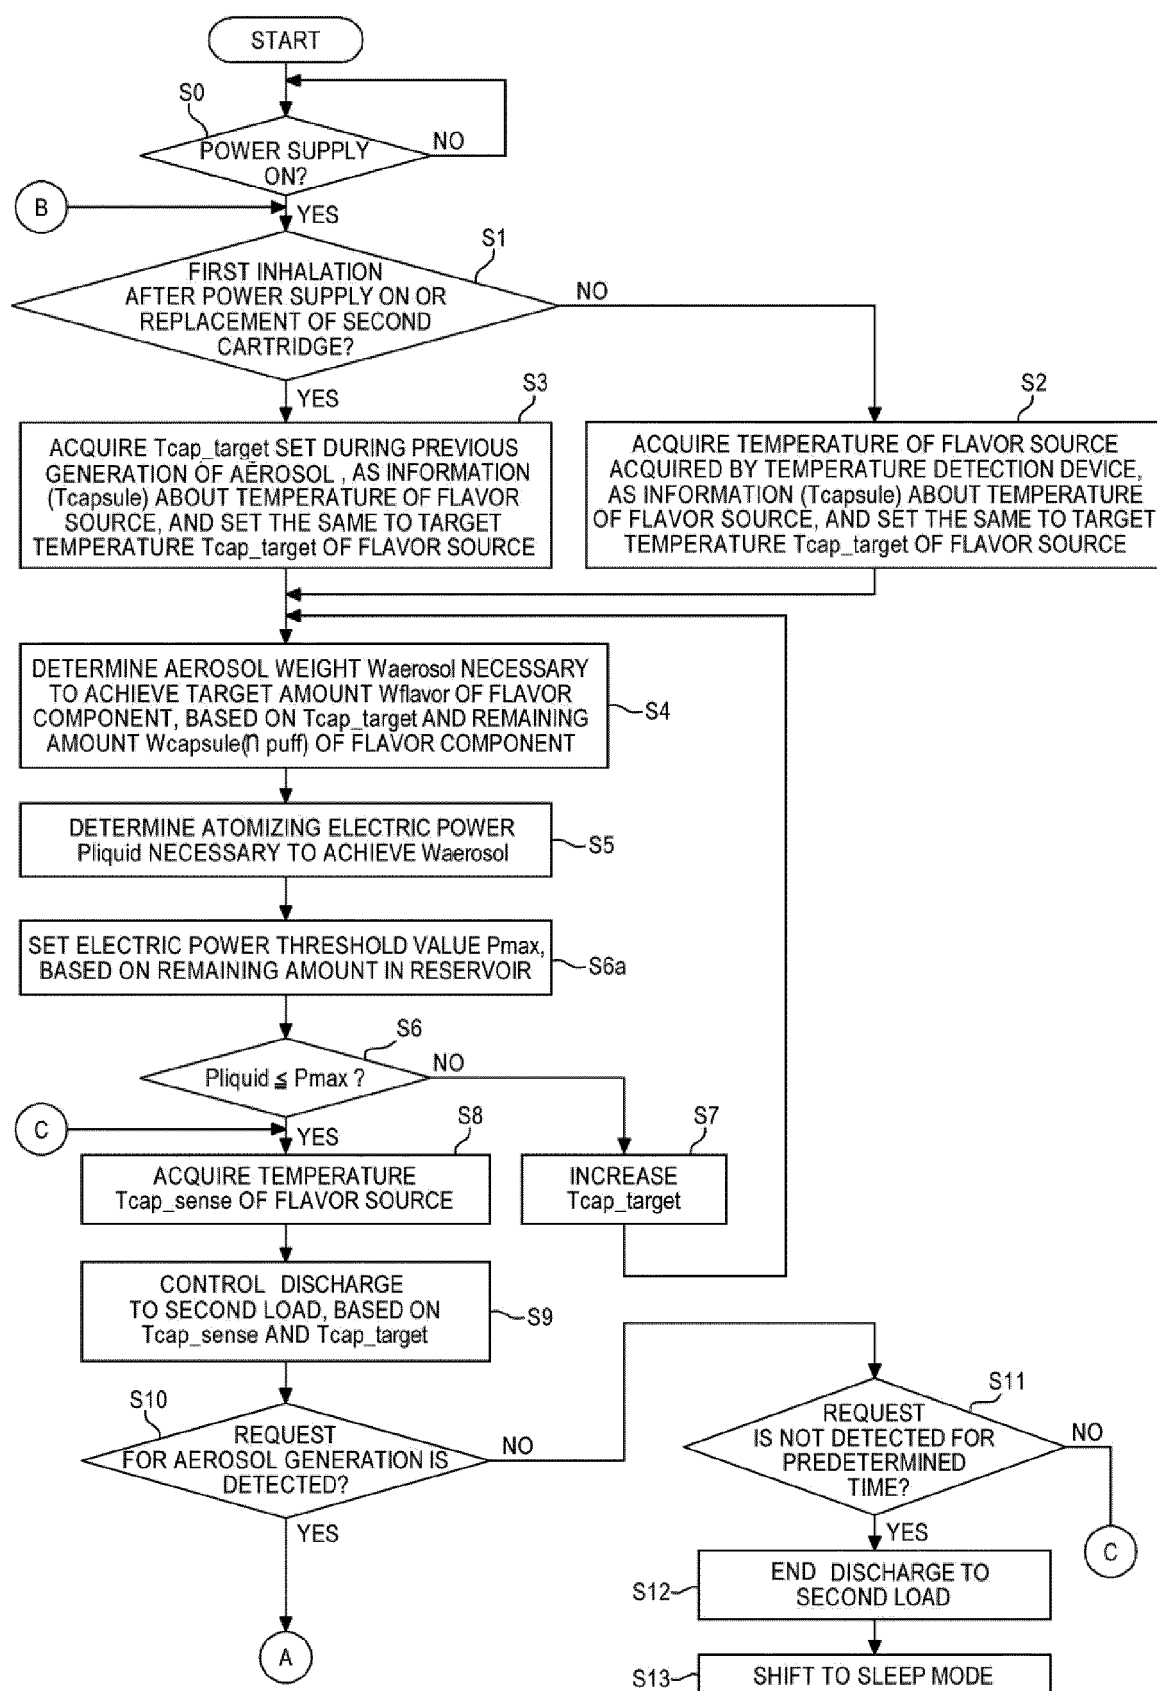 START
S0
POWER SUPPLY
ON?
NO
B
YES
S1
FIRST INHALATION
AFTER POWER SUPPLY ON OR
REPLACEMENT OF SECOND
CARTRIDGE?
NO
YES
S3
ACQUIRE Tcap_target SET DURING PREVIOUS
GENERATION OF AEROSOL , AS INFORMATION
(Tcapsule) ABOUT TEMPERATURE OF FLAVOR
SOURCE, AND SET THE SAME TO TARGET
TEMPERATURE Tcap_target OF FLAVOR SOURCE
S2
ACQUIRE TEMPERATURE OF FLAVOR SOURCE
ACQUIRED BY TEMPERATURE DETECTION DEVICE,
AS INFORMATION (Tcapsule) ABOUT TEMPERATURE
OF FLAVOR SOURCE, AND SET THE SAME TO TARGET
TEMPERATURE Tcap_target OF FLAVOR SOURCE
DETERMINE AEROSOL WEIGHT Waerosol NECESSARY
TO ACHIEVE TARGET AMOUNT Wflavor OF FLAVOR
COMPONENT, BASED ON Tcap_target AND REMAINING
AMOUNT Wcapsule(n puff) OF FLAVOR COMPONENT
S4
DETERMINE ATOMIZING ELECTRIC POWER
Pliquid NECESSARY TO ACHIEVE Waerosol
S5
SET ELECTRIC POWER THRESHOLD VALUE Pmax,
BASED ON REMAINING AMOUNT IN RESERVOIR
S6a
S6
Pliquid ≦ Pmax ?
NO
C
YES
S8
ACQUIRE TEMPERATURE
Tcap_sense OF FLAVOR SOURCE
S7
INCREASE
Tcap_target
CONTROL DISCHARGE
TO SECOND LOAD, BASED ON
Tcap_sense AND Tcap_target
S9
S10
REQUEST
FOR AEROSOL GENERATION IS
DETECTED?
NO
YES
A
S11
REQUEST
IS NOT DETECTED FOR
PREDETERMINED
TIME?
NO
YES
C
END DISCHARGE TO
SECOND LOAD
S12
S13
SHIFT TO SLEEP MODE